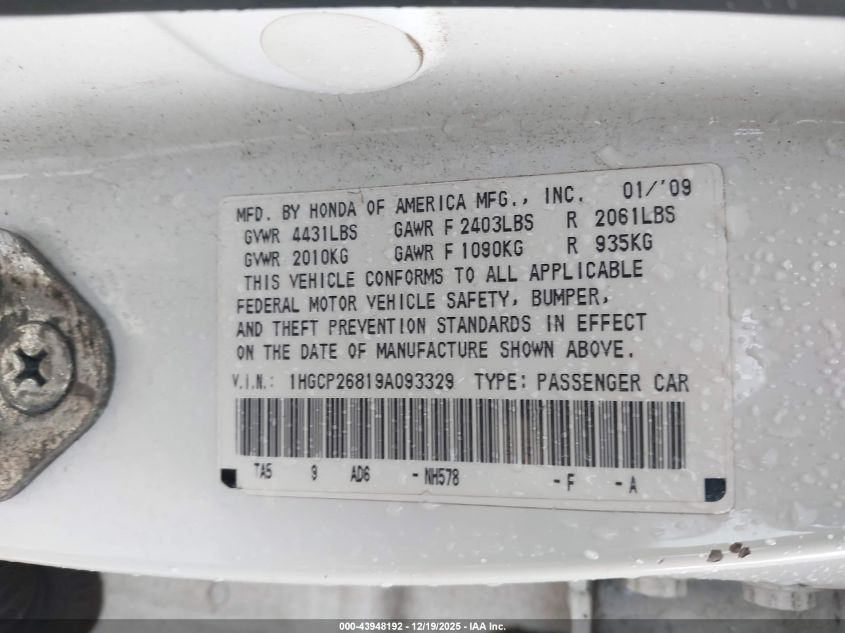 MFD. BY HONDA OF AMERICA MFG., INC. 01/'09
GVWR 4431LBS GAWR F 2403LBS R 2061LBS
GVWR 2010KG GAWR F 1090KG R 935KG
THIS VEHICLE CONFORMS TO ALL APPLICABLE
FEDERAL MOTOR VEHICLE SAFETY, BUMPER,
AND THEFT PREVENTION STANDARDS IN EFFECT
ON THE DATE OF MANUFACTURE SHOWN ABOVE.
V.I.N.: 1HGCP26819A093329 TYPE: PASSENGER CAR
TA5 9 AD6 - NH578 - F - A
000-43948192 - 12/19/2025 - IAA Inc.